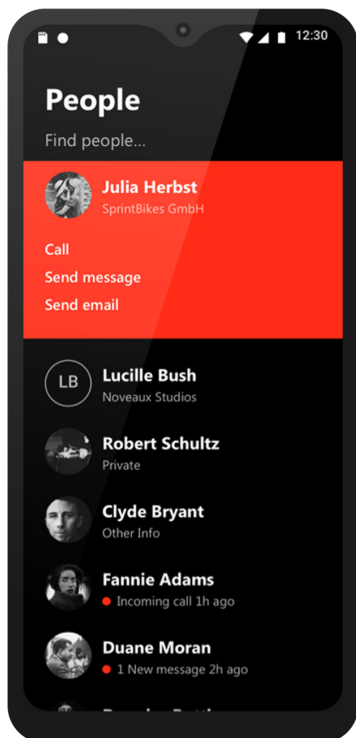 12:30
People
Find people...
Julia Herbst
SprintBikes GmbH
Call
Send message
Send email
LB
Lucille Bush
Noveaux Studios
Robert Schultz
Private
Clyde Bryant
Other Info
Fannie Adams
Incoming call 1h ago
Duane Moran
1 New message 2h ago